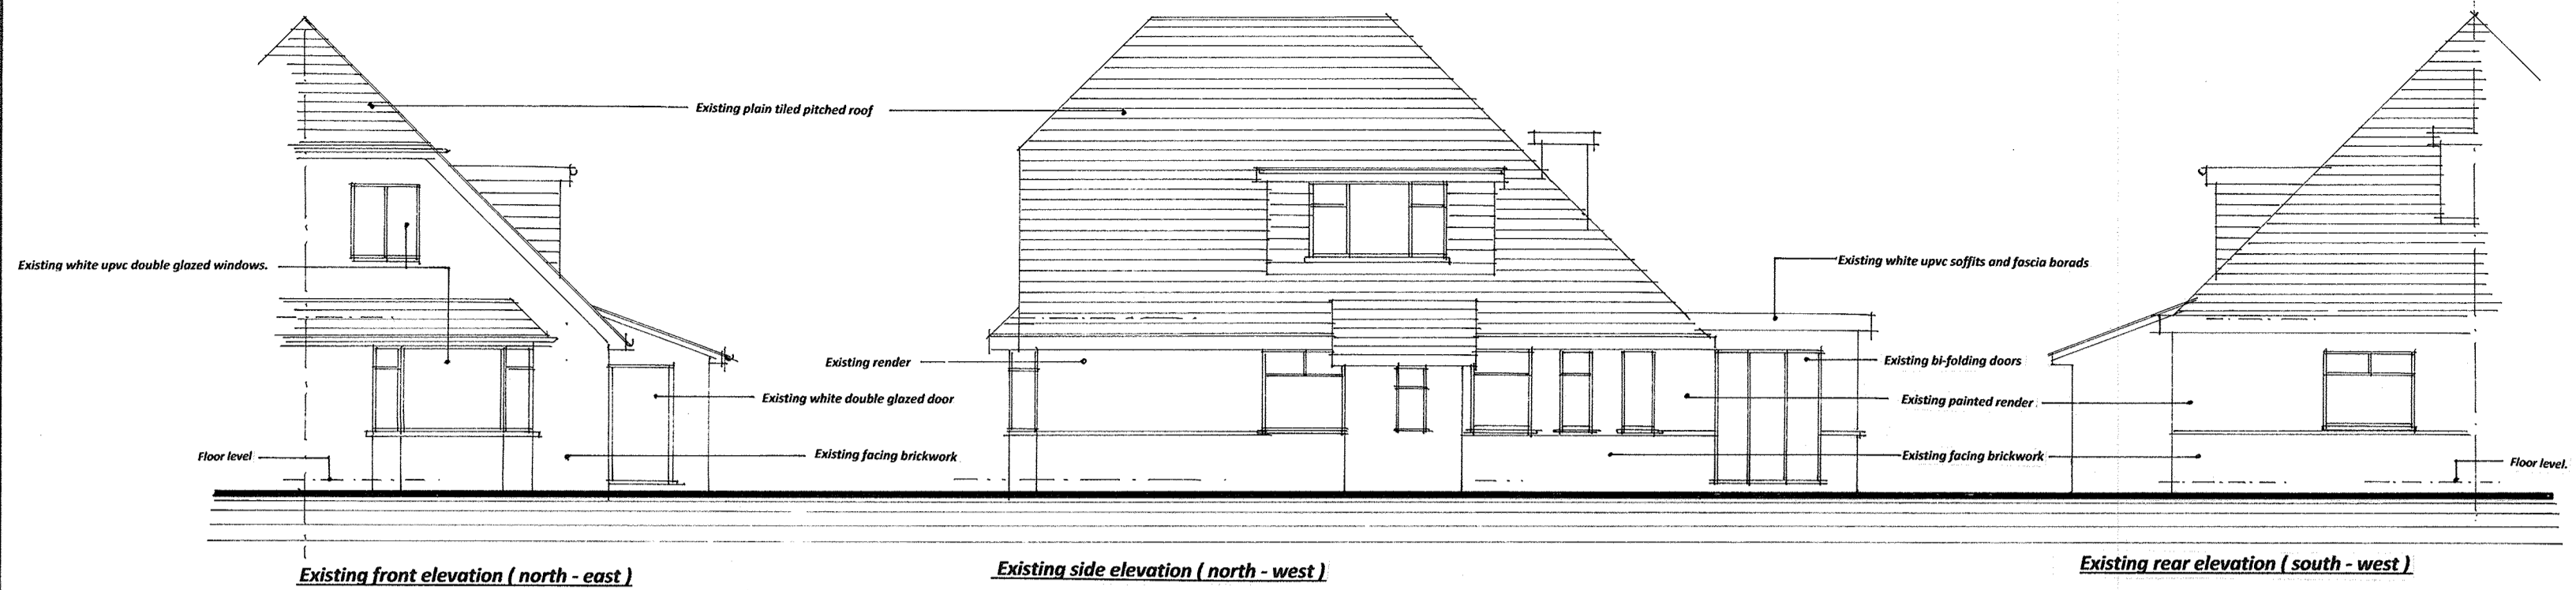 Existing plain tiled pitched roof
Existing white upvc double glazed windows.
Existing white upvc soffits and fascia borads
Existing render
Existing bi-folding doors
Existing white double glazed door
Existing painted render
Floor level
Existing facing brickwork
Existing facing brickwork
Floor level.
Existing front elevation ( north - east )
Existing side elevation ( north - west )
Existing rear elevation ( south - west )